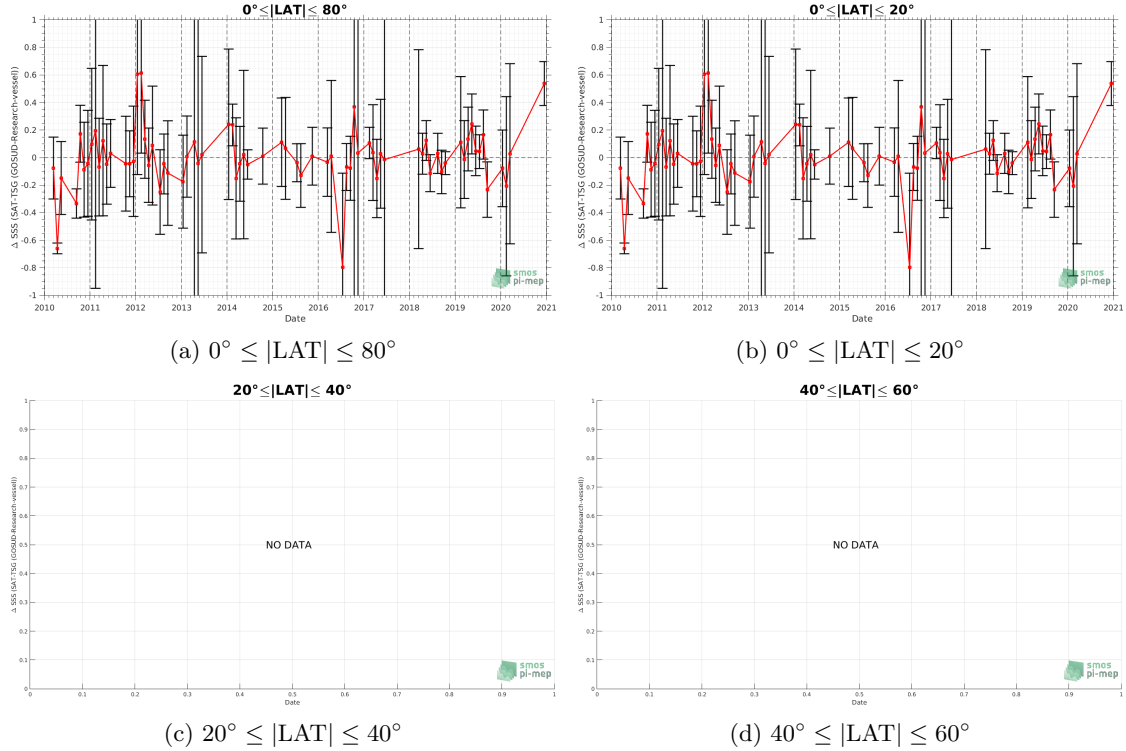 0°≤|LAT|≤ 80°
Δ SSS (SAT-TSG (GOSUD-Research-vessel))
1
0.8
0.6
0.4
0.2
0
-0.2
-0.4
-0.6
-0.8
-1
2010 2011 2012 2013 2014 2015 2016 2017 2018 2019 2020 2021
Date
smos
pi-mep
(a) 0° ≤ |LAT| ≤ 80°
0°≤|LAT|≤ 20°
Δ SSS (SAT-TSG (GOSUD-Research-vessel))
1
0.8
0.6
0.4
0.2
0
-0.2
-0.4
-0.6
-0.8
-1
2010 2011 2012 2013 2014 2015 2016 2017 2018 2019 2020 2021
Date
smos
pi-mep
(b) 0° ≤ |LAT| ≤ 20°
20°≤|LAT|≤ 40°
Δ SSS (SAT-TSG (GOSUD-Research-vessel))
1
0.9
0.8
0.7
0.6
0.5
0.4
0.3
0.2
0.1
0
NO DATA
0 0.1 0.2 0.3 0.4 0.5 0.6 0.7 0.8 0.9 1
Date
smos
pi-mep
(c) 20° ≤ |LAT| ≤ 40°
40°≤|LAT|≤ 60°
Δ SSS (SAT-TSG (GOSUD-Research-vessel))
1
0.9
0.8
0.7
0.6
0.5
0.4
0.3
0.2
0.1
0
NO DATA
0 0.1 0.2 0.3 0.4 0.5 0.6 0.7 0.8 0.9 1
Date
smos
pi-mep
(d) 40° ≤ |LAT| ≤ 60°